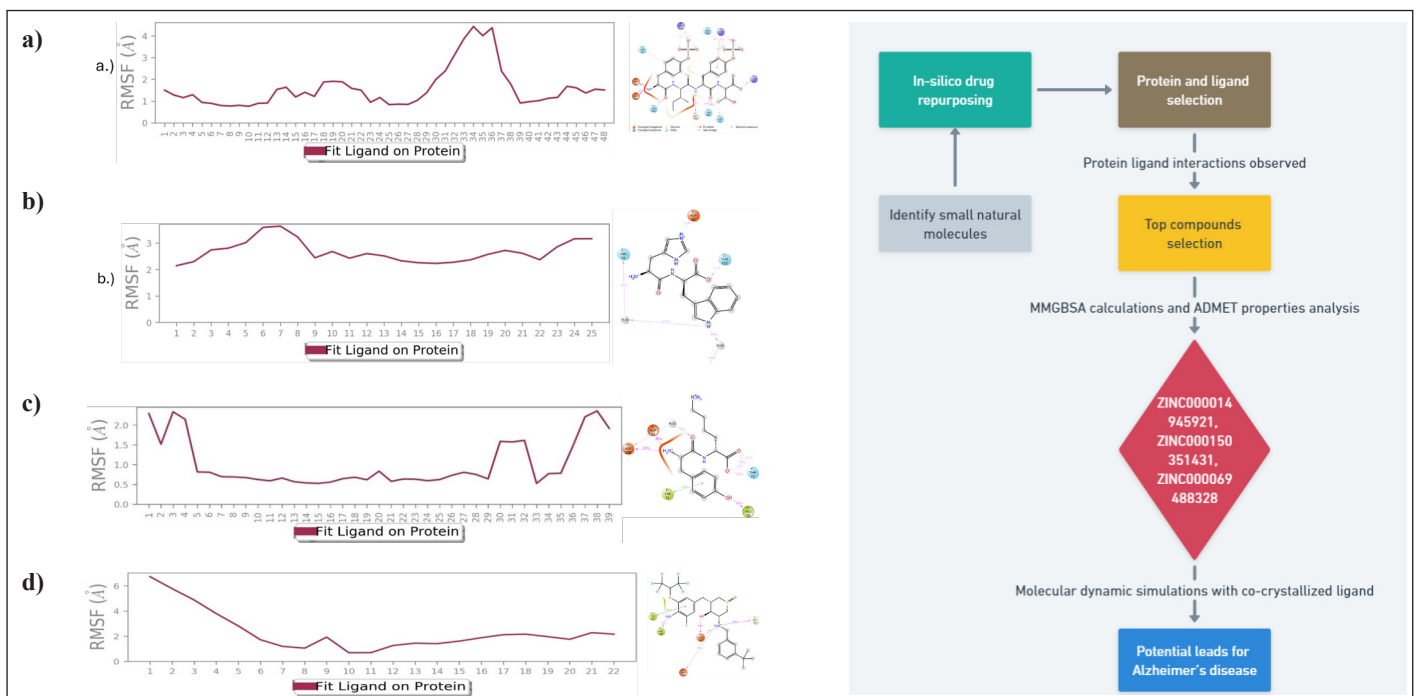 a)
a.)
RMSF (Å)
4
3
2
1
0
1 2 3 4 5 6 7 8 9 10 11 12 13 14 15 16 17 18 19 20 21 22 23 24 25 26 27 28 29 30 31 32 33 34 35 36 37 38 39 40 41 42 43 44 45 46 47 48
Fit Ligand on Protein
b)
b.)
RMSF (Å)
3
2
1
0
1 2 3 4 5 6 7 8 9 10 11 12 13 14 15 16 17 18 19 20 21 22 23 24 25
Fit Ligand on Protein
c)
RMSF (Å)
2.0
1.5
1.0
0.5
0.0
1 2 3 4 5 6 7 8 9 10 11 12 13 14 15 16 17 18 19 20 21 22 23 24 25 26 27 28 29 30 31 32 33 34 35 36 37 38 39
Fit Ligand on Protein
d)
RMSF (Å)
6
4
2
0
1 2 3 4 5 6 7 8 9 10 11 12 13 14 15 16 17 18 19 20 21 22
Fit Ligand on Protein
In-silico drug
repurposing
Protein and ligand
selection
Protein ligand interactions observed
Identify small natural
molecules
Top compounds
selection
MMGBSA calculations and ADMET properties analysis
ZINC000014
945921,
ZINC000150
351431,
ZINC000069
488328
Molecular dynamic simulations with co-crystallized ligand
Potential leads for
Alzheimer's disease